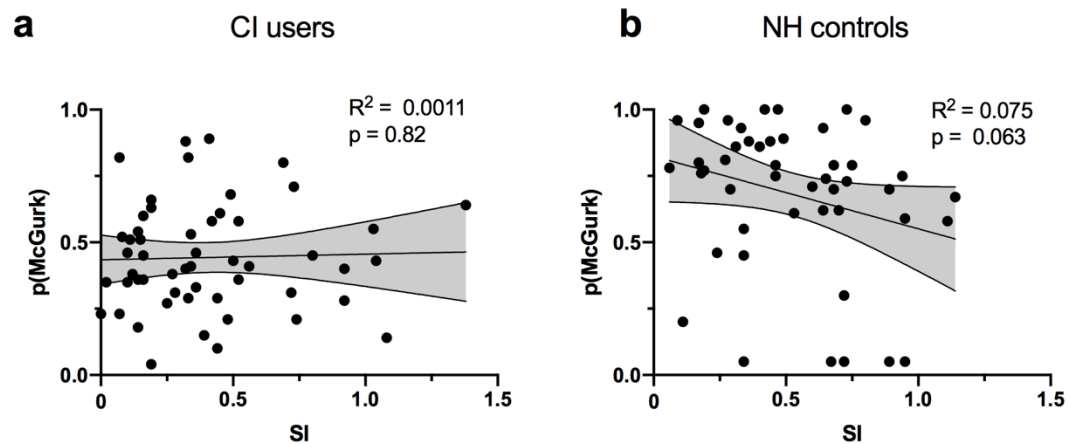 a
CI users
R² = 0.0011
p = 0.82
p(McGurk)
1.0
0.5
0.0
0
0.5
1.0
1.5
SI
b
NH controls
R² = 0.075
p = 0.063
p(McGurk)
1.0
0.5
0.0
0
0.5
1.0
1.5
SI